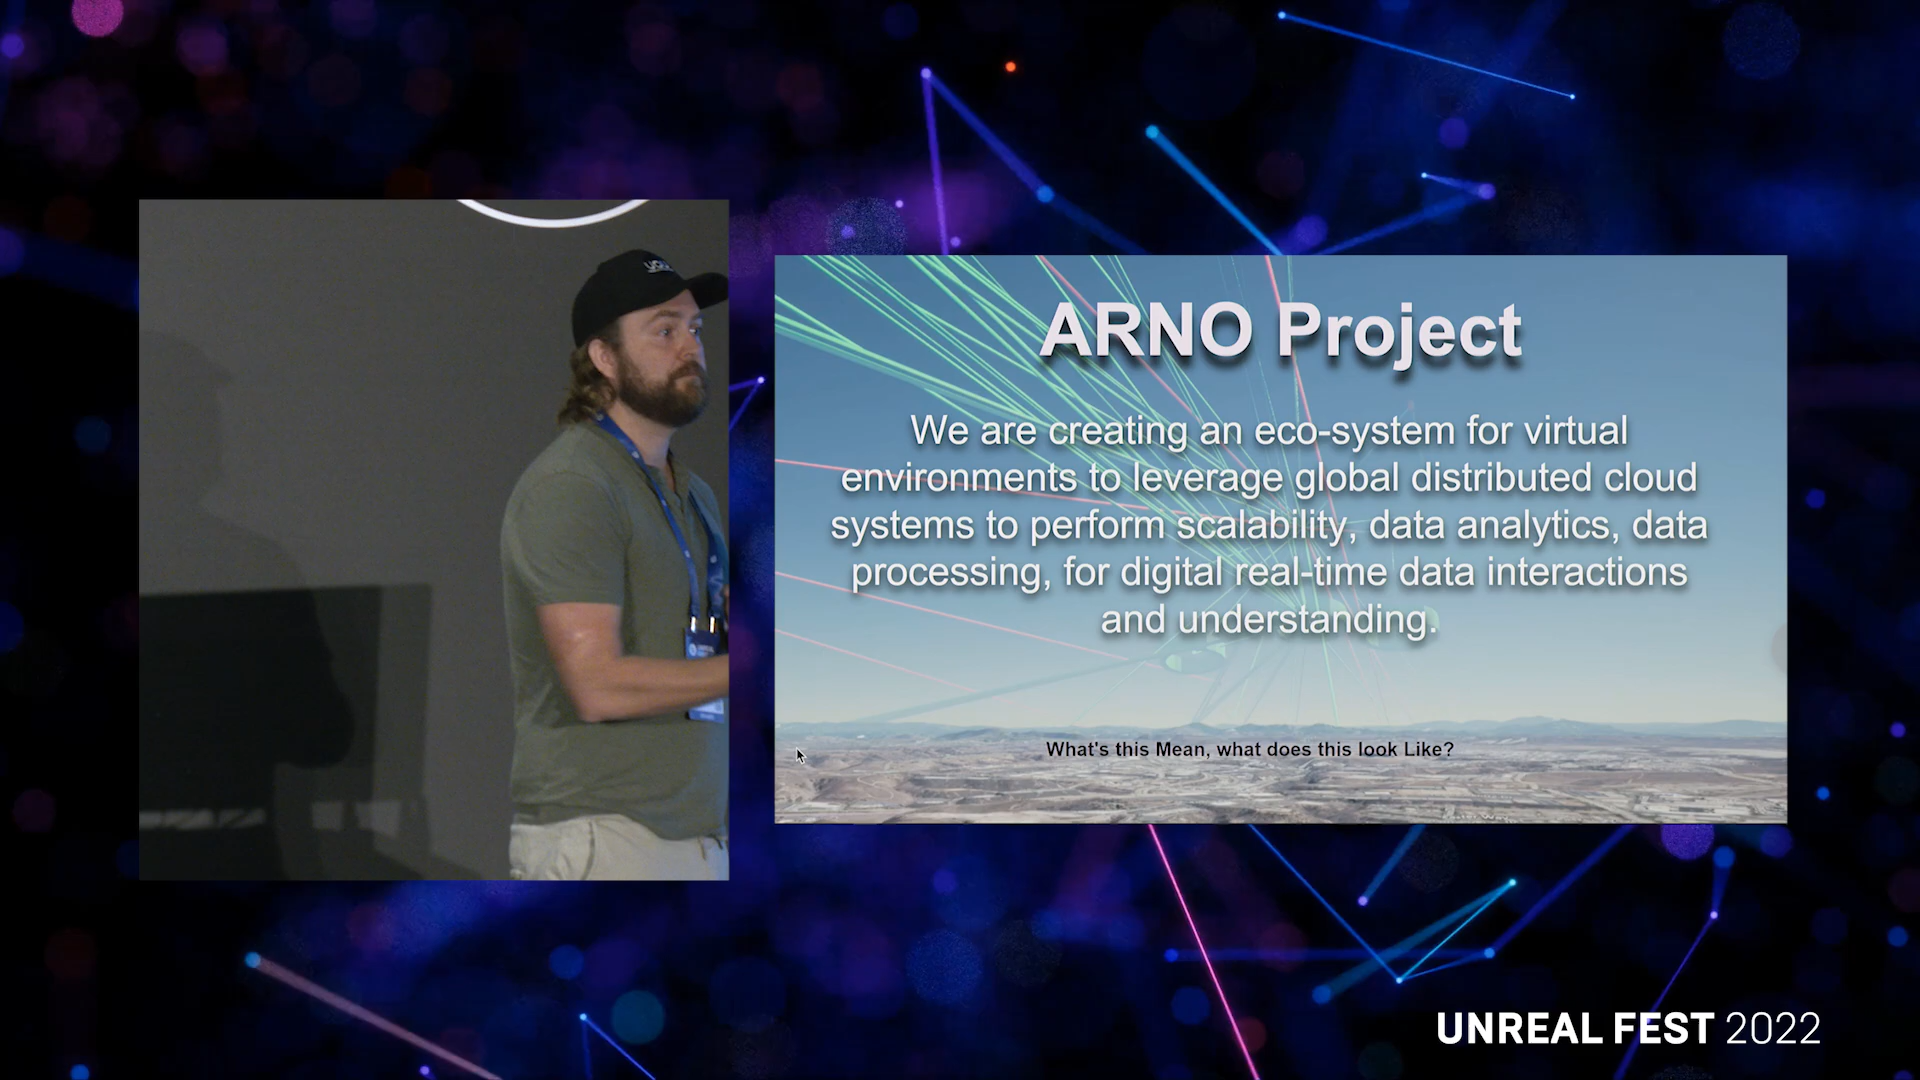 ARNO Project
We are creating an eco-system for virtual
environments to leverage global distributed cloud
systems to perform scalability, data analytics, data
processing, for digital real-time data interactions
and understanding.
What's this Mean, what does this look Like?
UNREAL FEST 2022